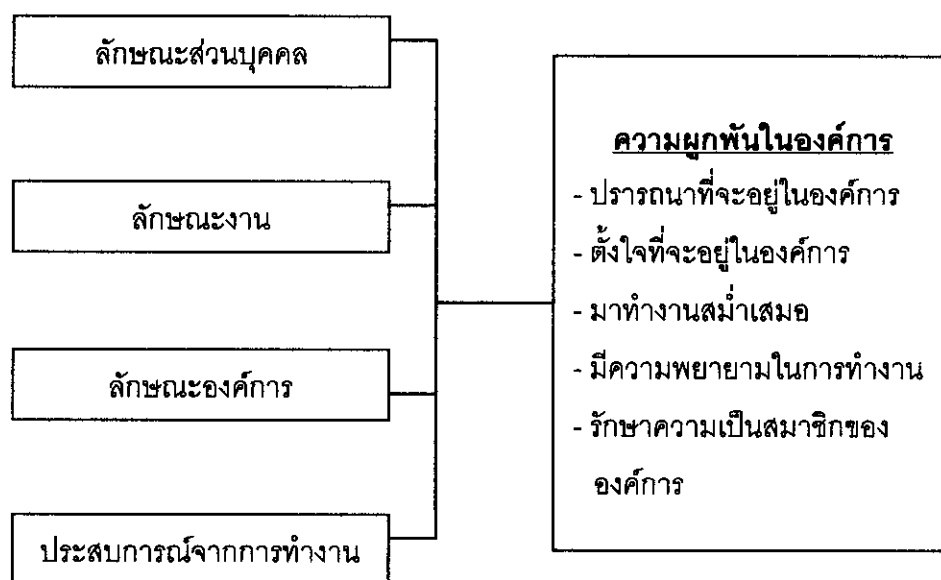 ลักษณะส่วนบุคคล
ลักษณะงาน
ลักษณะองค์การ
ประสบการณ์จากการทำงาน
ความผูกพันในองค์การ
- ปรารถนาที่จะอยู่ในองค์การ
- ตั้งใจที่จะอยู่ในองค์การ
- มาทำงานสม่ำเสมอ
- มีความพยายามในการทำงาน
- รักษาความเป็นสมาชิกของ
องค์การ